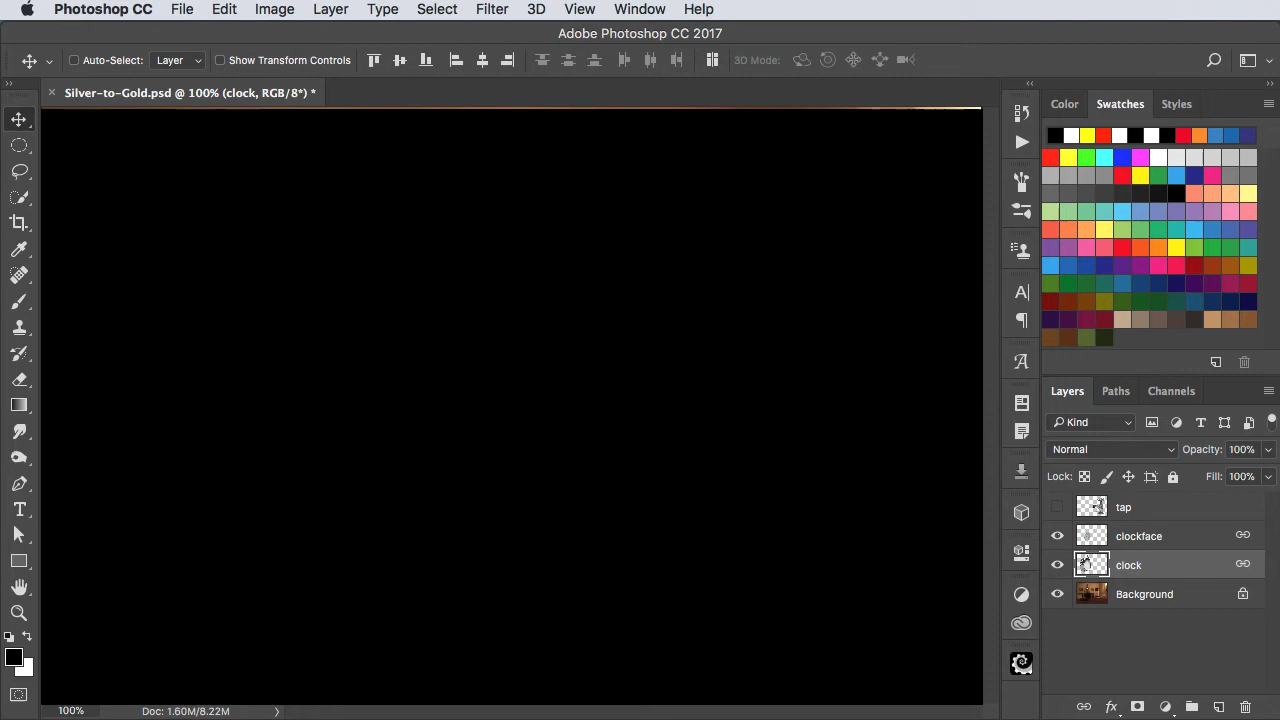 Photoshop CC File Edit Image Layer Type Select Filter 3D View Window Help
Adobe Photoshop CC 2017
Auto-Select: Layer Show Transform Controls 3D Mode:
× Silver-to-Gold.psd @ 100% (clock, RGB/8*) *
Color Swatches Styles
Layers Paths Channels
Kind
Normal Opacity: 100%
Lock: Fill: 100%
tap
clockface
clock
Background
100% Doc: 1.60M/8.22M